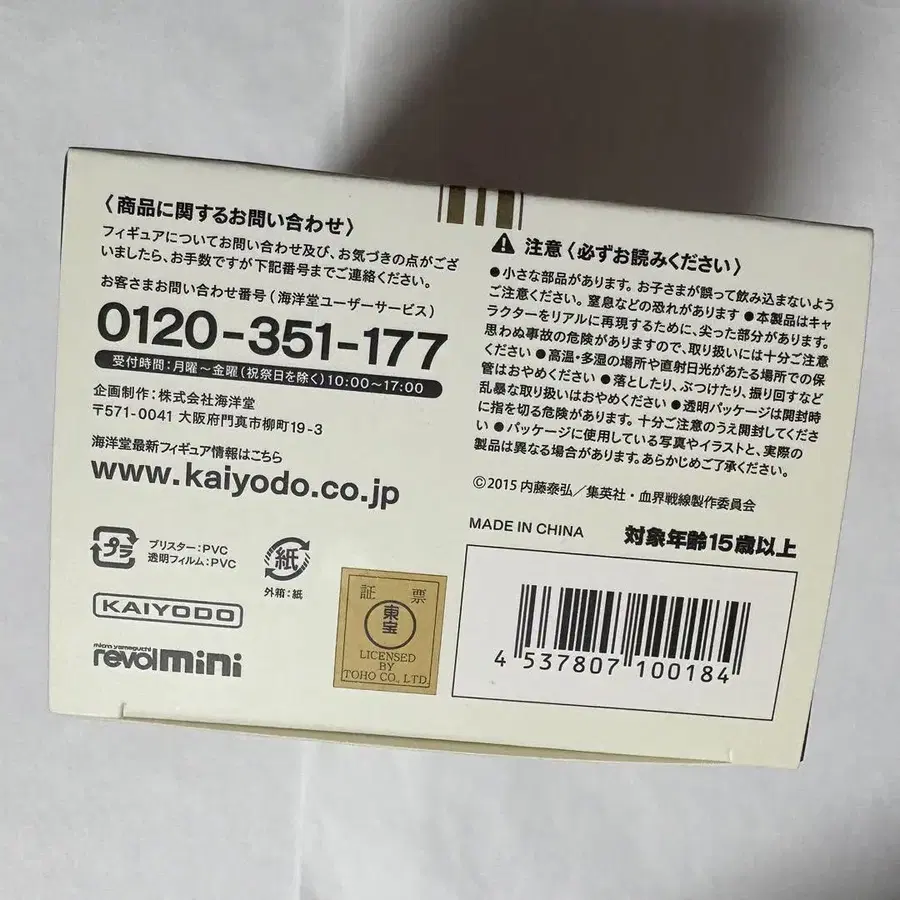 〈商品に関するお問い合わせ〉
フィギュアについてお問い合わせ及び、お気づきの点がござ
いましたら、お手数ですが下記番号までご連絡ください。
お客さまお問い合わせ番号(海洋堂ユーザーサービス)
0120-351-177
受付時間:月曜～金曜(祝祭日を除く)10:00～17:00
企画制作:株式会社海洋堂
〒571-0041 大阪府門真市柳町19-3
海洋堂最新フィギュア情報はこちら
www.kaiyodo.co.jp
プラ
ブリスター:PVC
透明フィルム:PVC
紙
外箱:紙
KAIYODO
micro yamaguchi
revolmini
証 票
東宝
LICENSED
BY
TOHO CO., LTD.
注意〈必ずお読みください〉
●小さな部品があります。お子さまが誤って飲み込まないよう
ご注意ください。窒息などの恐れがあります●本製品はキャ
ラクターをリアルに再現するために、尖った部分があります。
思わぬ事故の危険がありますので、取り扱いには十分ご注意
ください●高温・多湿の場所や直射日光があたる場所での保
管はおやめください●落としたり、ぶつけたり、振り回すなど
乱暴な取り扱いはおやめください●透明パッケージは開封時
に指を切る危険があります。十分ご注意のうえ開封してくださ
い●パッケージに使用している写真やイラストと、実際の
製品は異なる場合があります。あらかじめご了承ください。
©2015 内藤泰弘/集英社・血界戦線製作委員会
MADE IN CHINA
対象年齢15歳以上
4 537807 100184